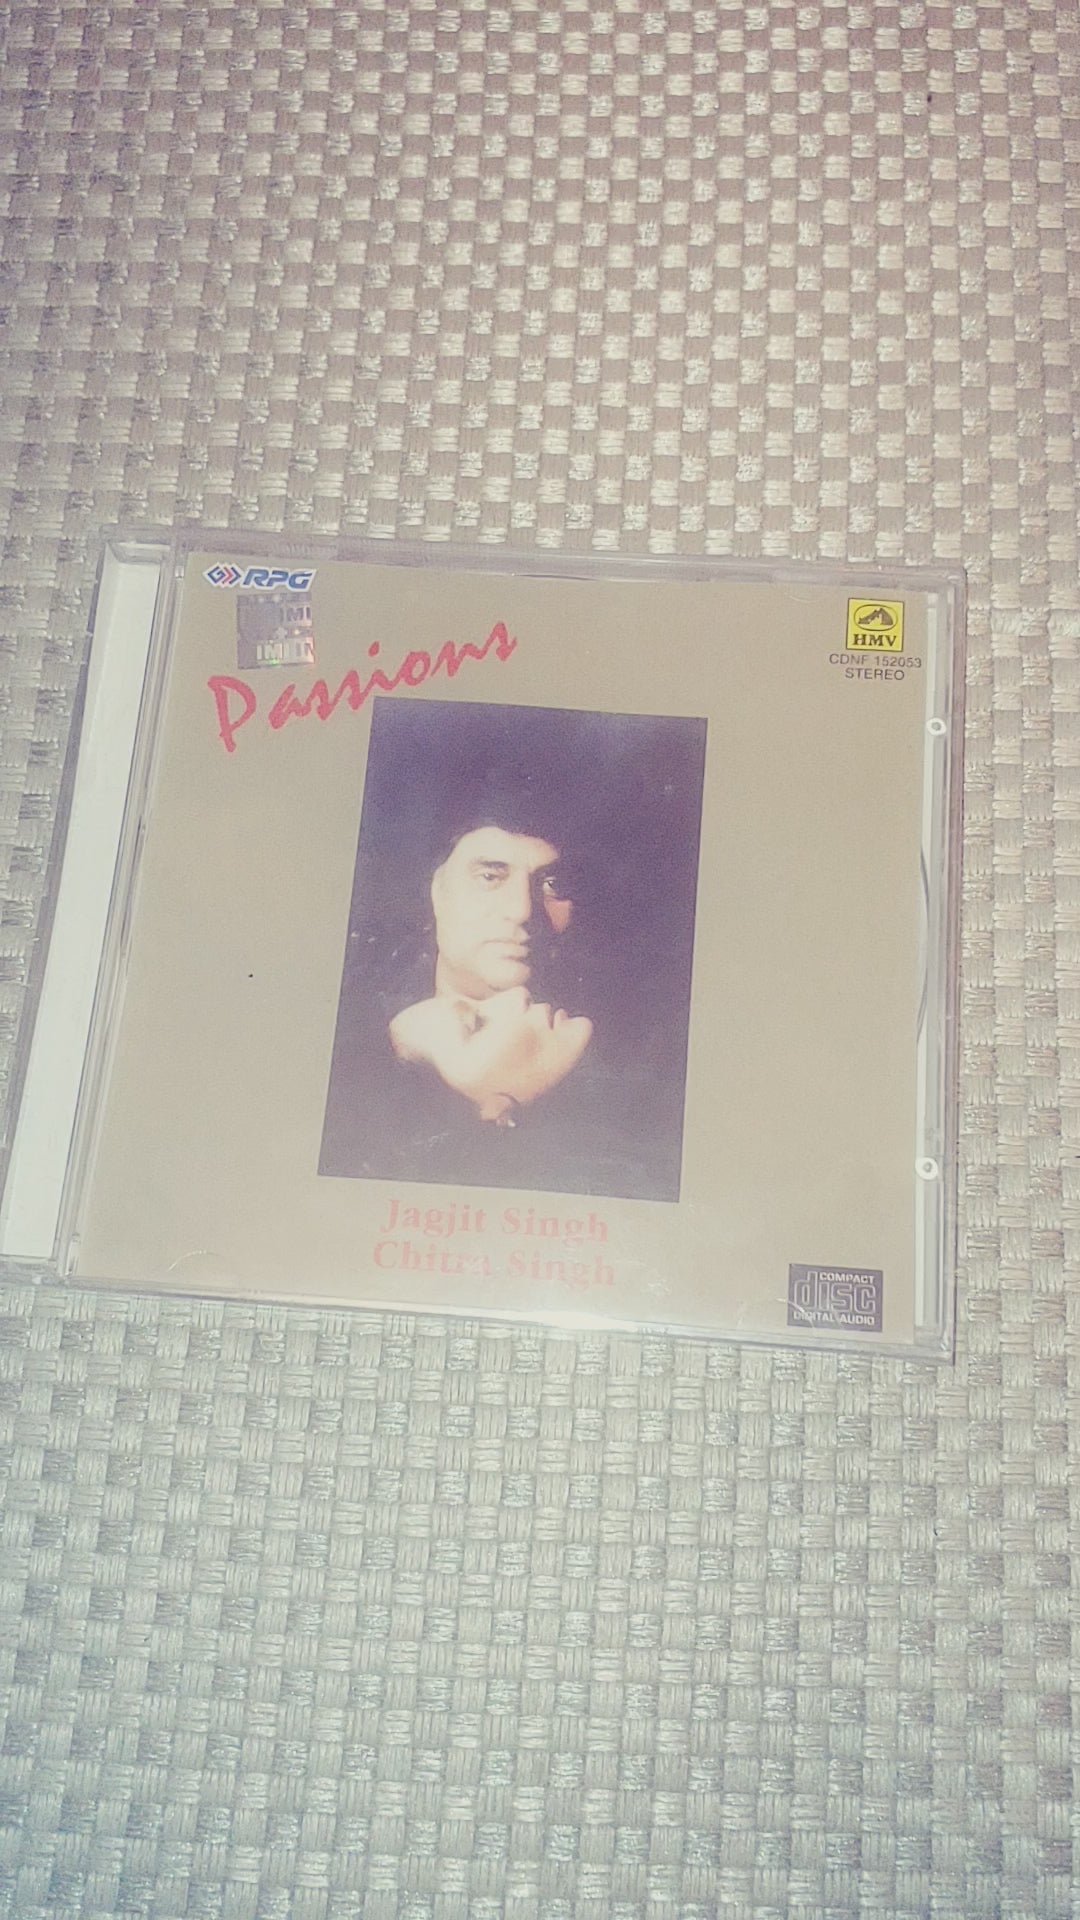 RPG
HMV
CDNF 152053
STEREO
Passions
Jagjit Singh
Chitra Singh
COMPACT
disc
DIGITAL AUDIO